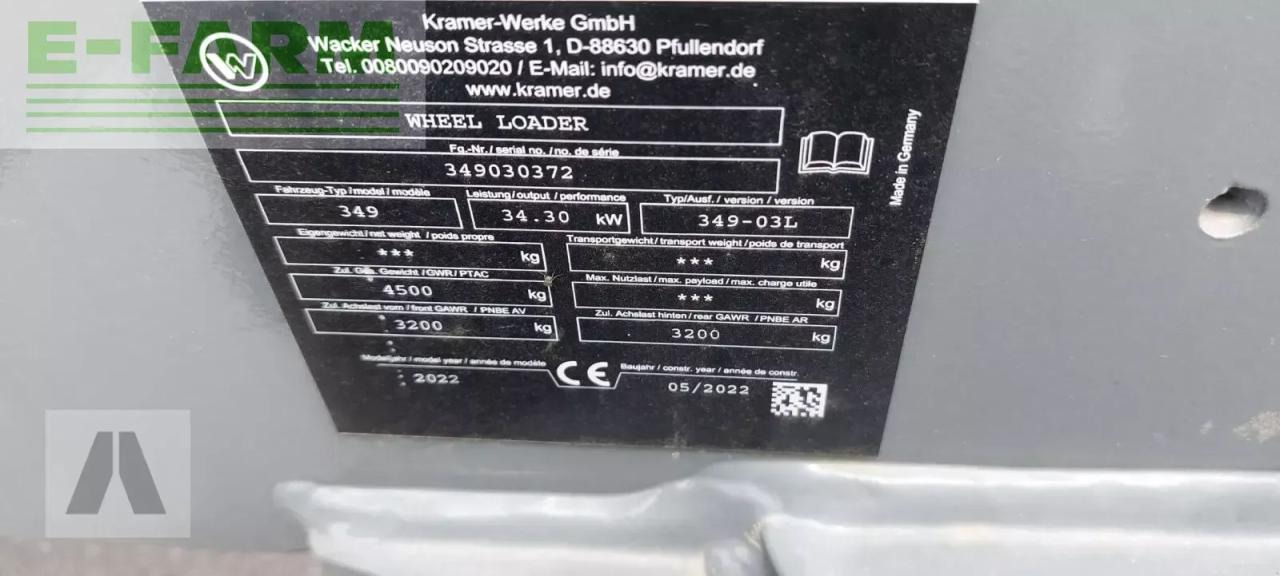 E-FARM
Kramer-Werke GmbH
Wacker Neuson Strasse 1, D-88630 Pfullendorf
Tel. 0080090209020 / E-Mail: info@kramer.de
www.kramer.de
WHEEL LOADER
Fg.-Nr. / serial no. / no. de série
349030372
Fahrzeug-Typ / model / modèle
Leistung / output / performance
Typ/Ausf. / version / version
349
34.30 kW
349-03L
Eigengewicht / net weight / poids propre
Transportgewicht / transport weight / poids de transport
*** kg
*** kg
Zul. Ges. Gewicht / GWR / PTAC
Max. Nutzlast / max. payload / max. charge utile
4500 kg
*** kg
Zul. Achslast vorn / front GAWR / PNBE AV
Zul. Achslast hinten / rear GAWR / PNBE AR
3200 kg
3200 kg
Modelljahr / model year / année de modèle
Baujahr / constr. year / année de constr.
2022
CE
05/2022
Made in Germany